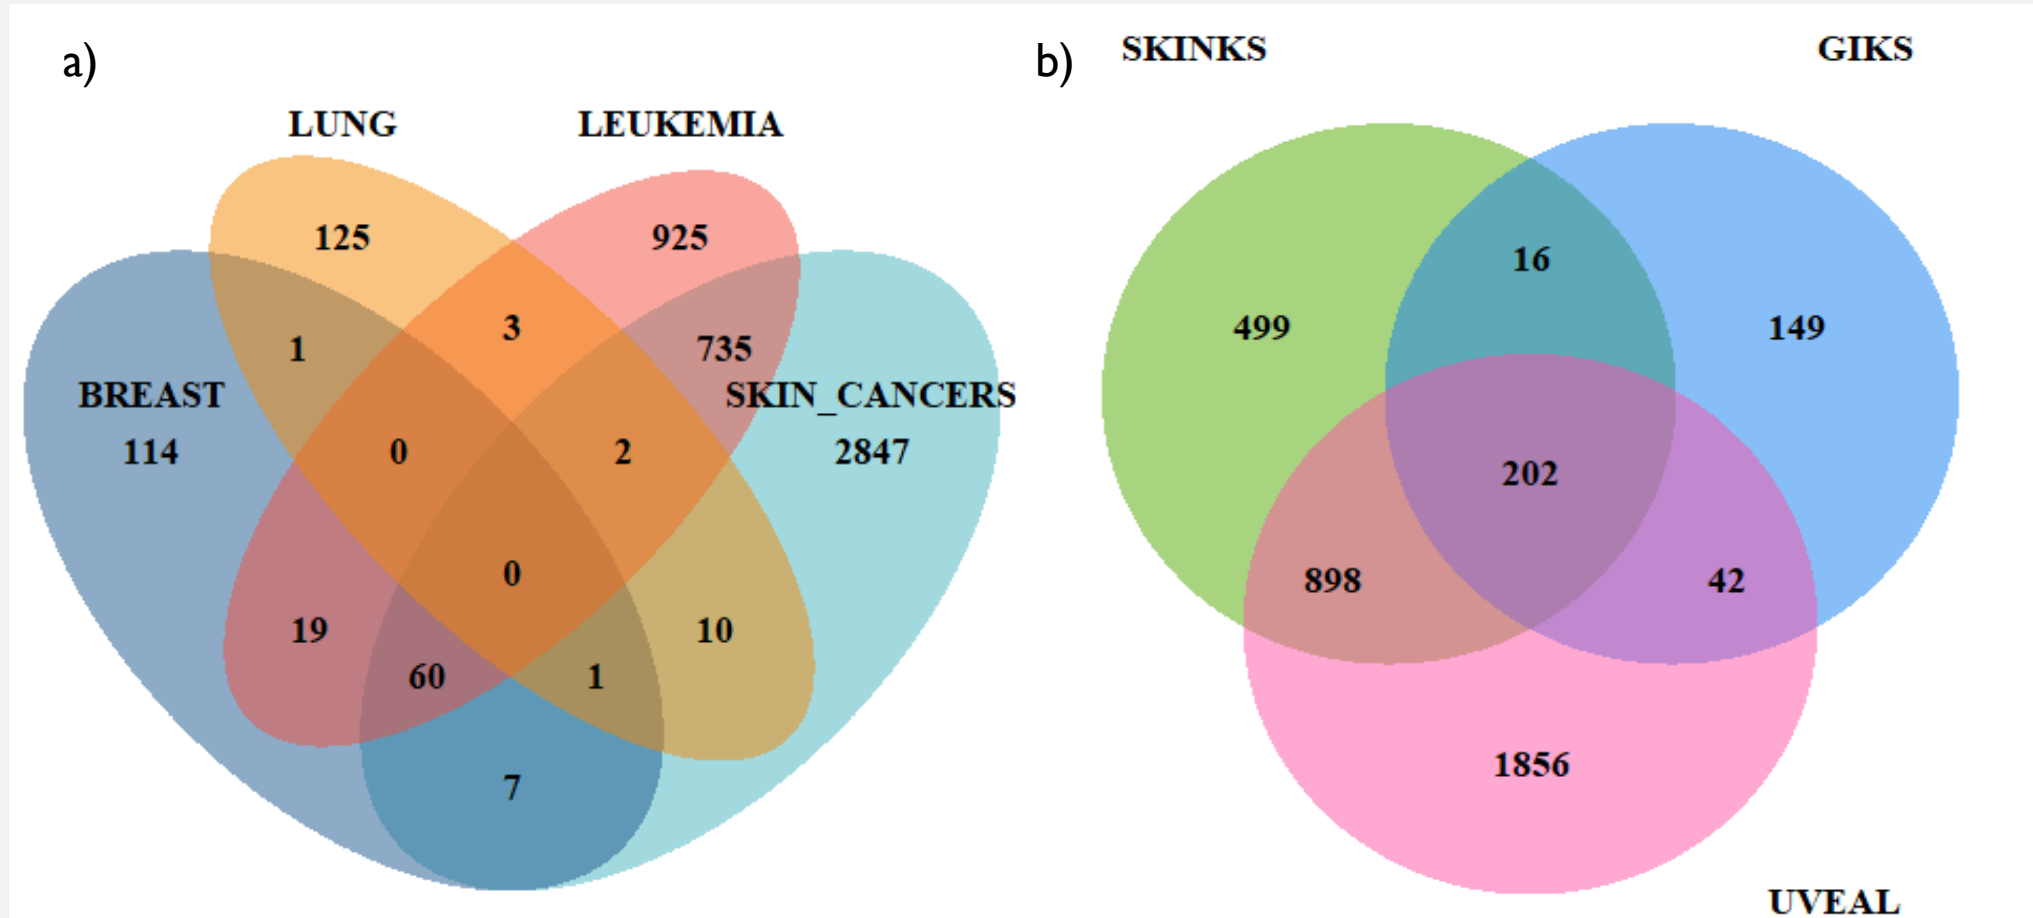 a)
LUNG
LEUKEMIA
125
925
1
3
735
BREAST
SKIN_CANCERS
114
0
2
2847
0
19
10
60
1
7
b)
SKINKS
GIKS
16
499
149
202
898
42
1856
UVEAL